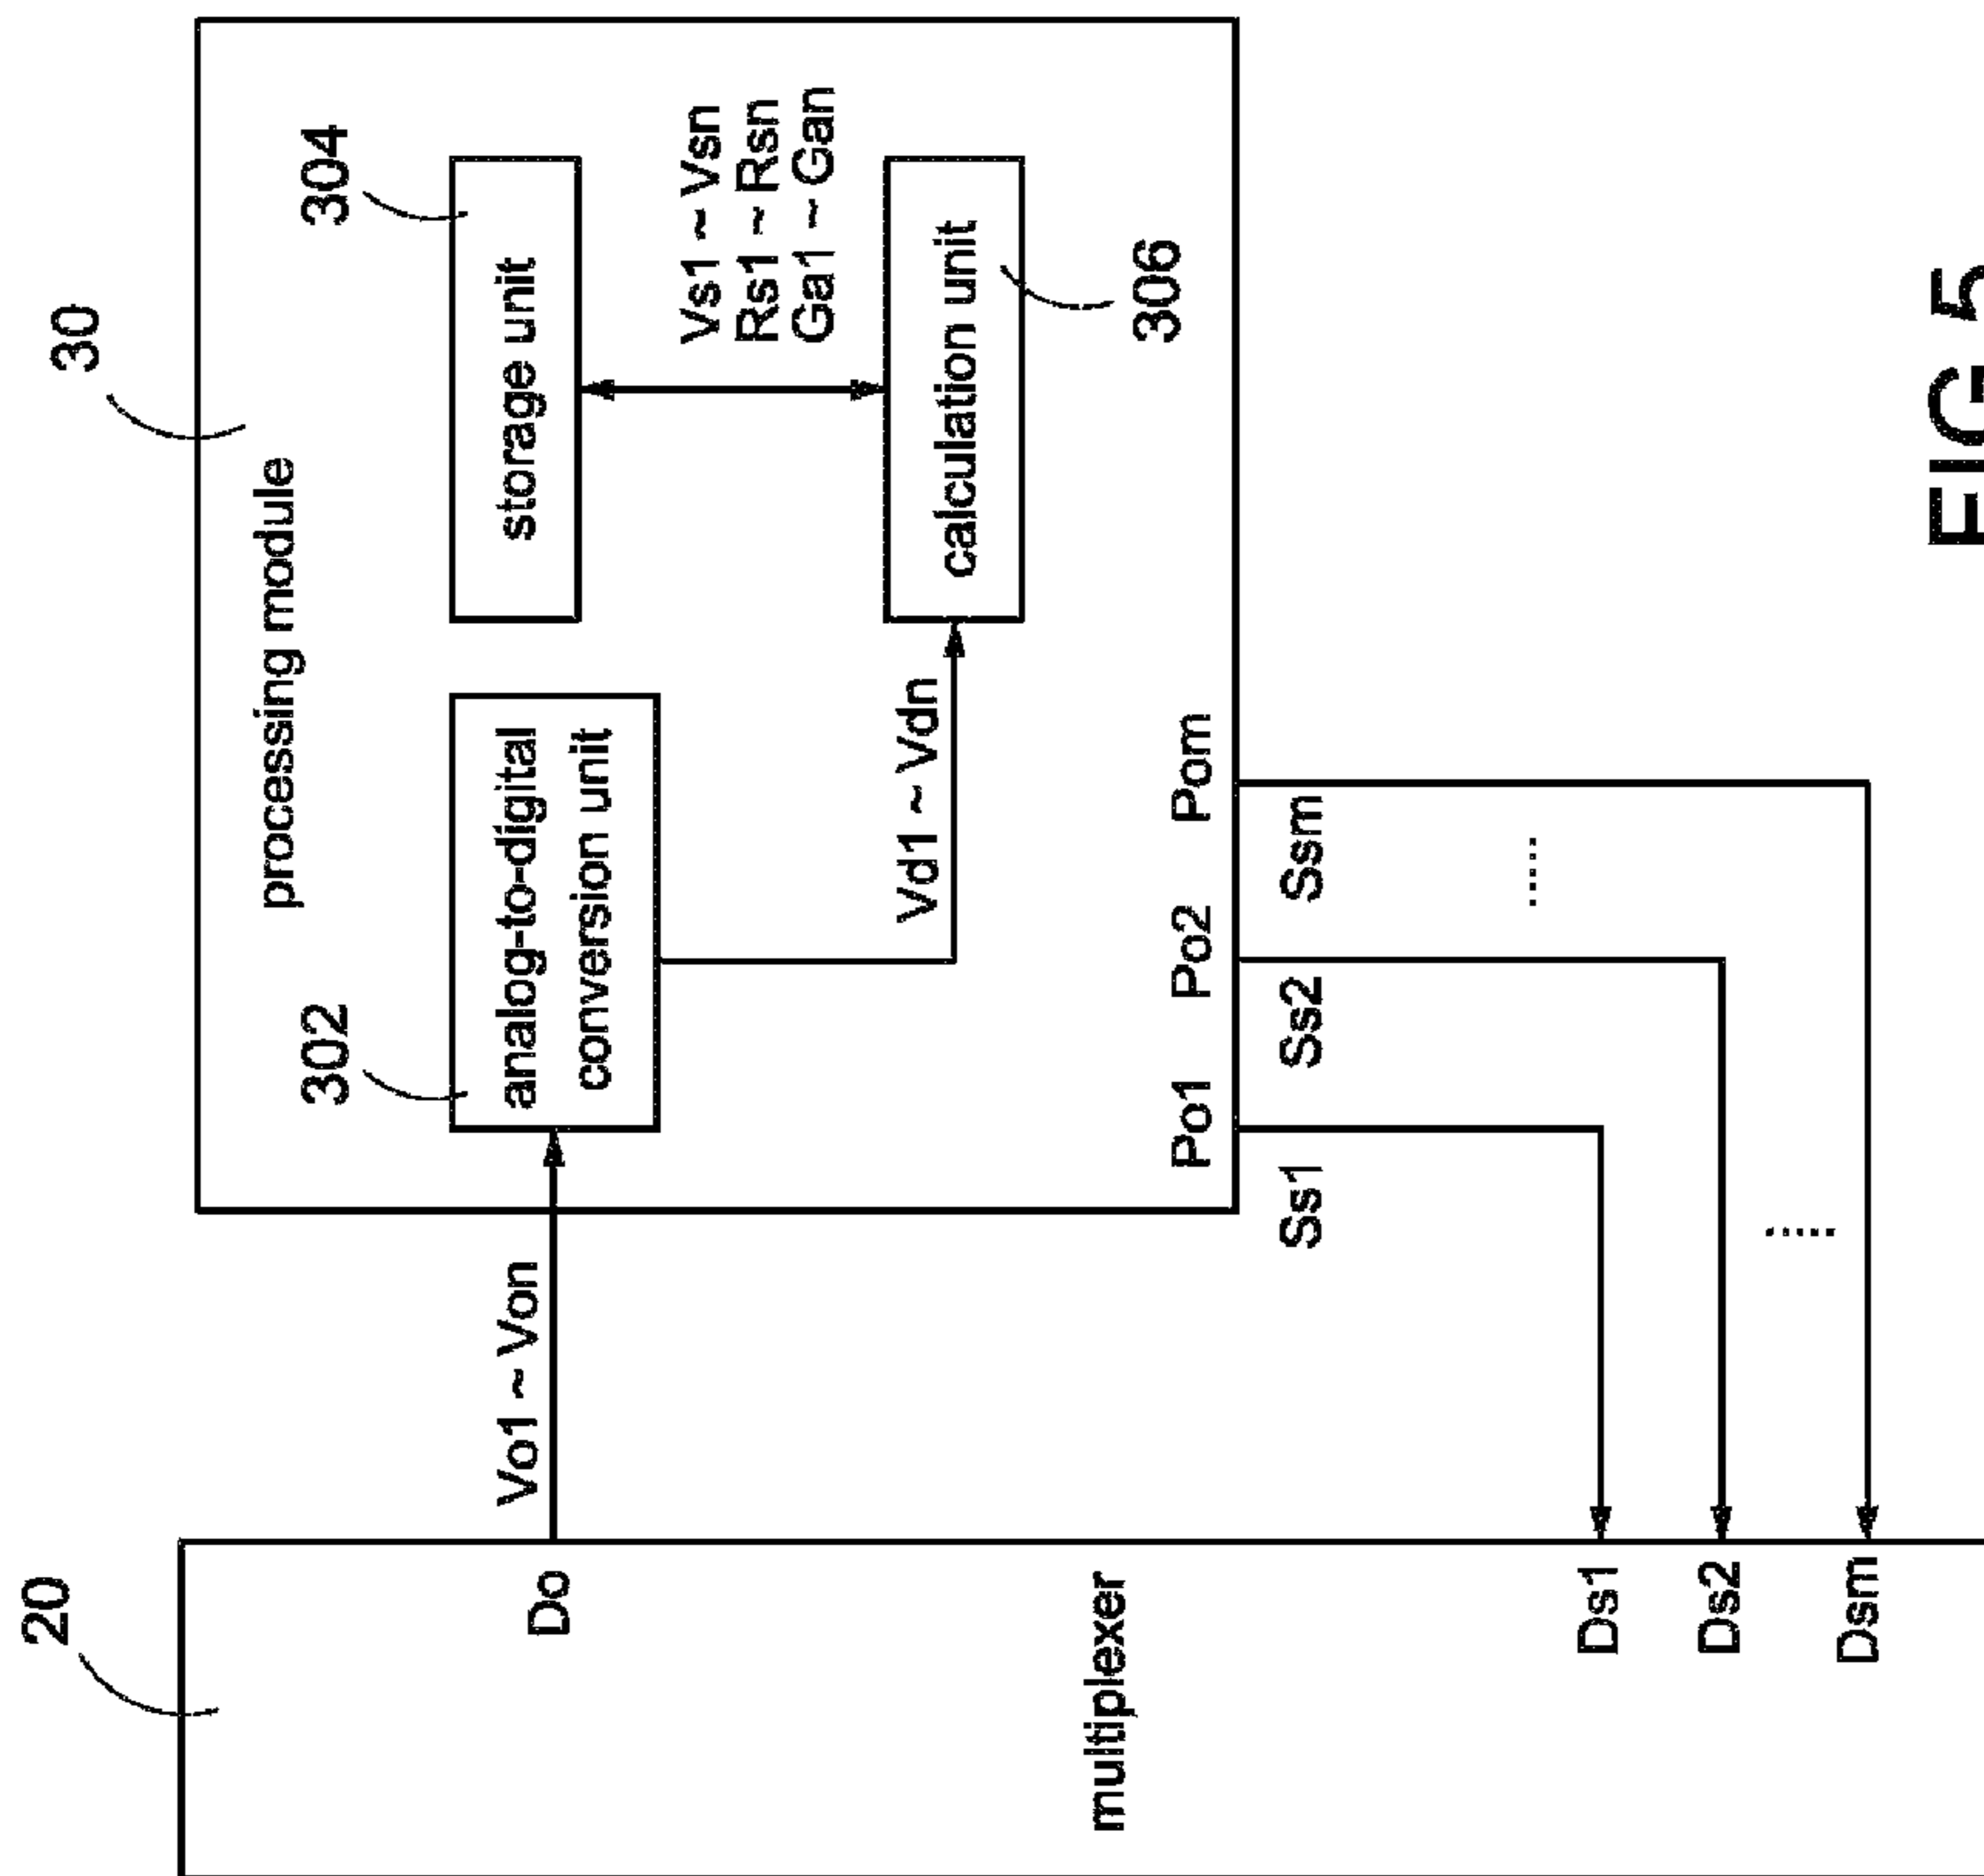 20
Do
multiplexer
Ds1
Ds2
Dsm
Vo1 ~ Von
30
processing module
302
analog-to-digital
conversion unit
304
storage unit
Vs1 ~ Vsn
Rs1 ~ Rsn
Ga1 ~ Gan
Vd1 ~ Vdn
calculation unit
306
Po1 Po2 Pom
Ss1 Ss2 Ssm
.....
.....
FIG 5